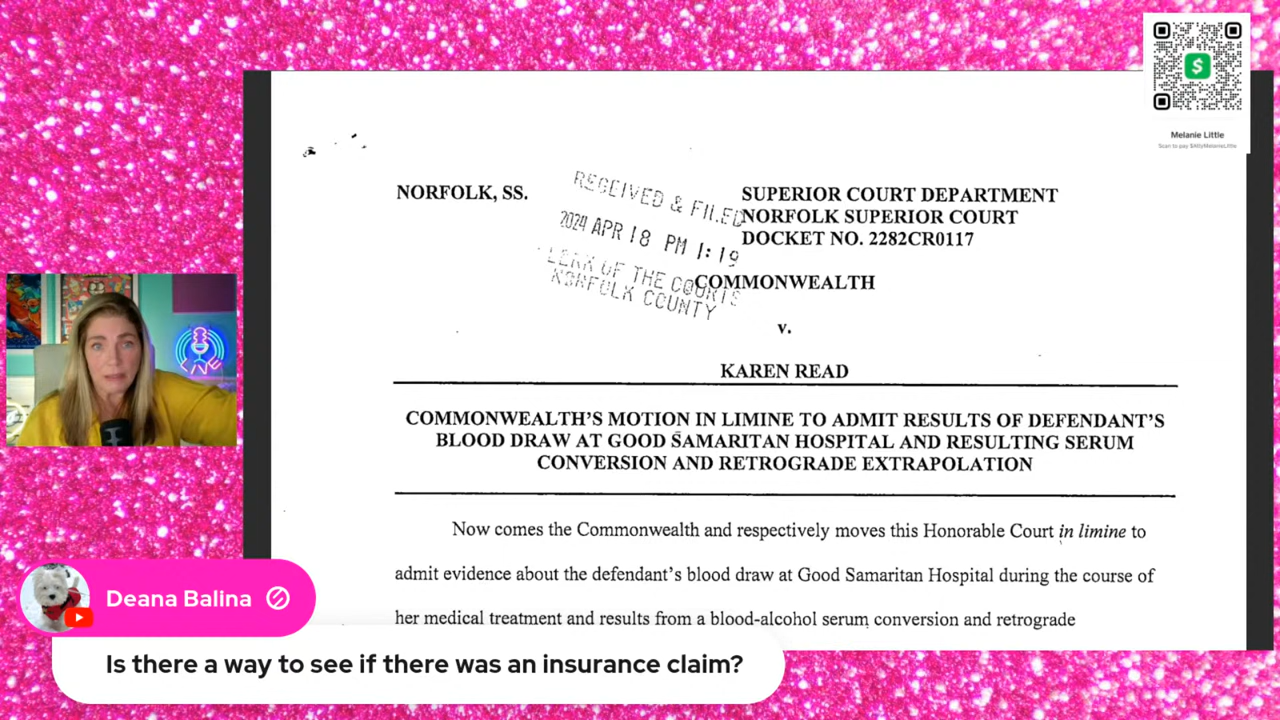 Melanie Little
Scan to pay $AttyMelanieLittle
NORFOLK, SS.
RECEIVED & FILED
2024 APR 18 PM 1:19
CLERK OF THE COURTS
NORFOLK COUNTY
SUPERIOR COURT DEPARTMENT
NORFOLK SUPERIOR COURT
DOCKET NO. 2282CR0117
COMMONWEALTH
v.
KAREN READ
COMMONWEALTH'S MOTION IN LIMINE TO ADMIT RESULTS OF DEFENDANT'S
BLOOD DRAW AT GOOD SAMARITAN HOSPITAL AND RESULTING SERUM
CONVERSION AND RETROGRADE EXTRAPOLATION
Now comes the Commonwealth and respectively moves this Honorable Court in limine to
admit evidence about the defendant's blood draw at Good Samaritan Hospital during the course of
her medical treatment and results from a blood-alcohol serum conversion and retrograde
LIVE
Deana Balina
Is there a way to see if there was an insurance claim?